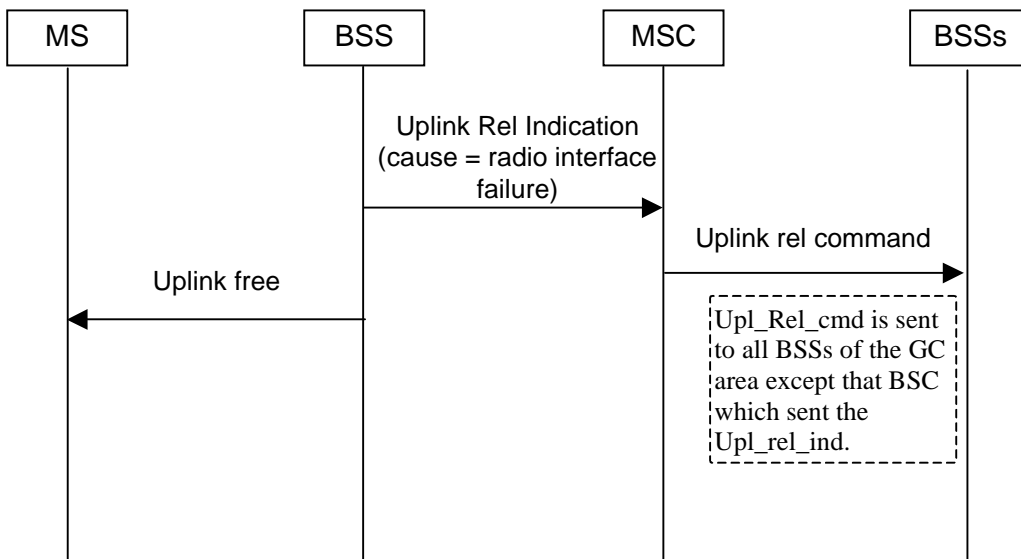 MS
BSS
MSC
BSSs
Uplink Rel Indication
(cause = radio interface
failure)
Uplink rel command
Uplink free
Upl_Rel_cmd is sent
to all BSSs of the GC
area except that BSC
which sent the
Upl_rel_ind.